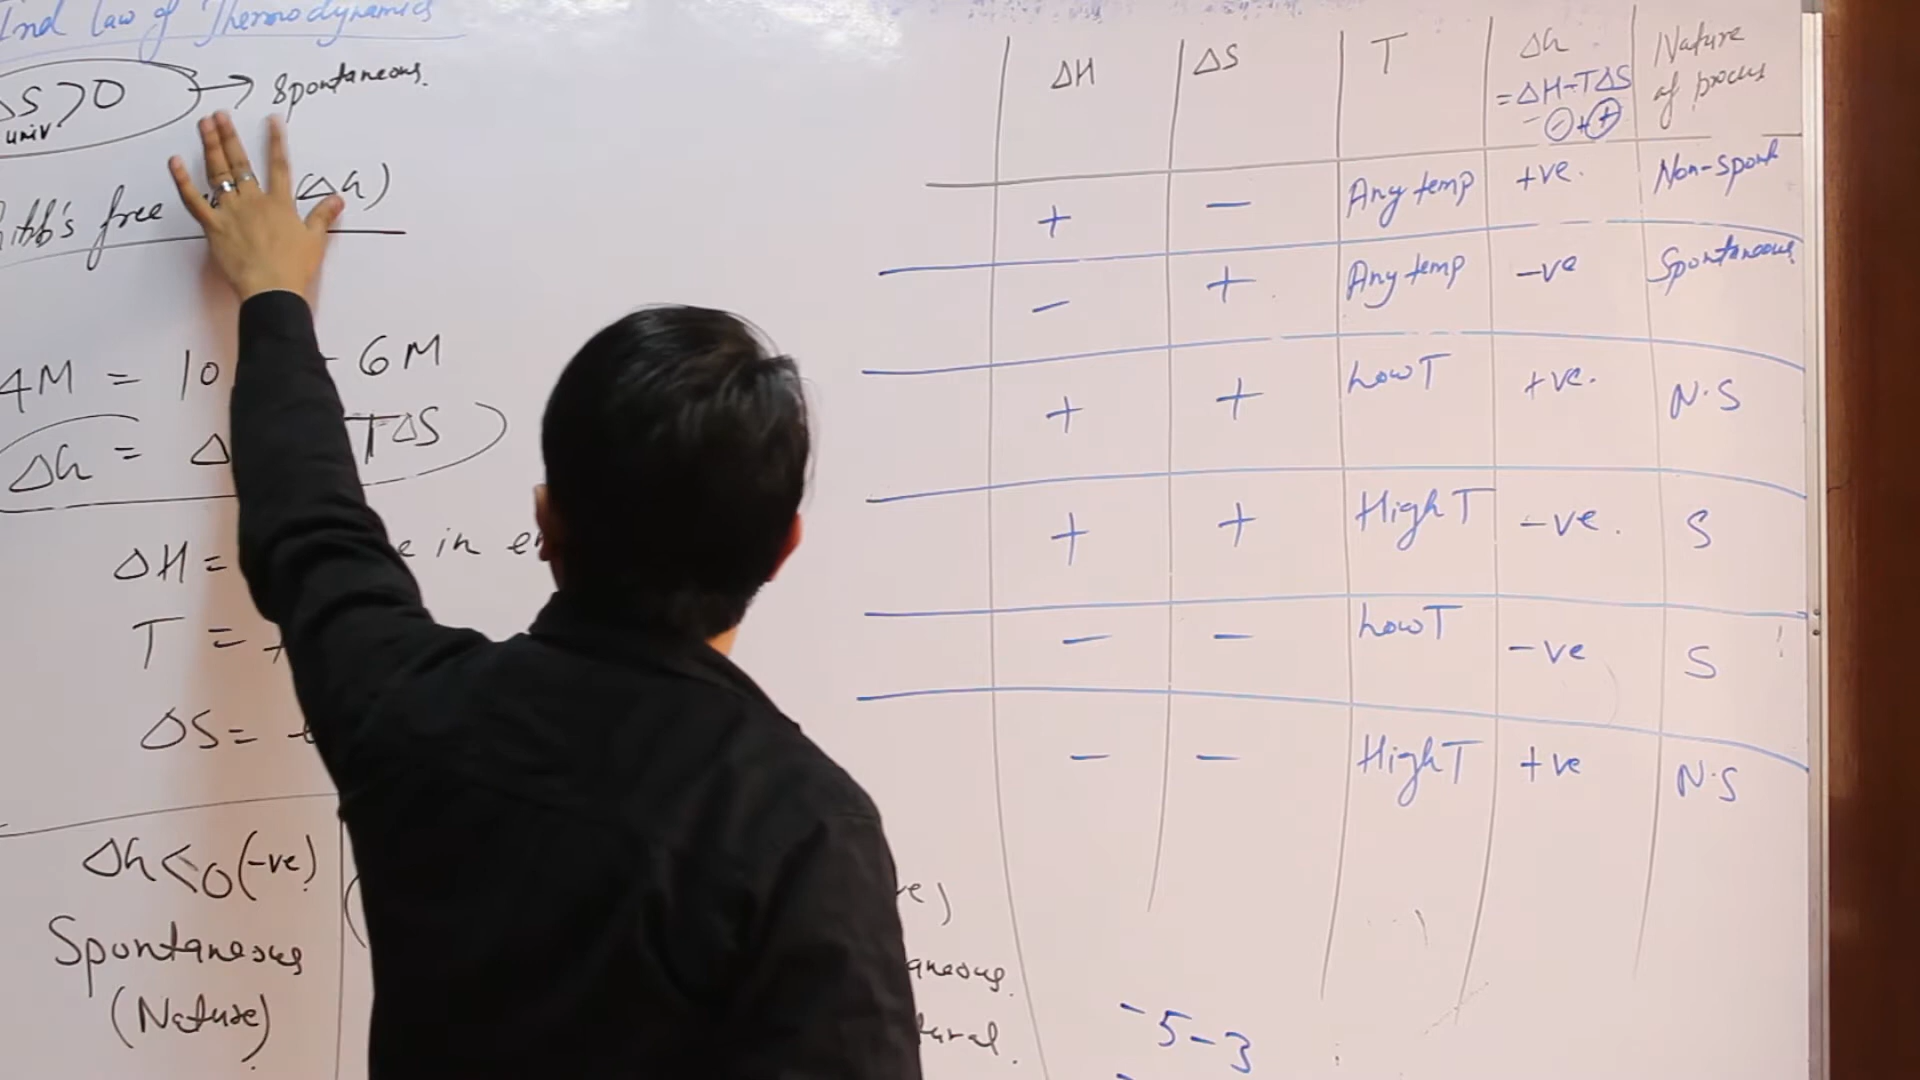 IInd Law of Thermodynamics
ΔS univ >0 → Spontaneous.
Gibb's free (ΔG)
4M = 10 - 6M
ΔG = Δ TΔS
ΔH =
e in en
T =
ΔS =
ΔG<0 (-ve)
Spontaneous
(Nature)
ve)
aneous.
tural.
ΔH ΔS T ΔG = ΔH-TΔS Nature of process
- (-)+(+)
+ - Any temp +ve. Non-spont
- + Any temp -ve Spontaneous
+ + Low T +ve. N.S
+ + High T -ve. S
- - Low T -ve S
- - High T +ve N.S
-5-3